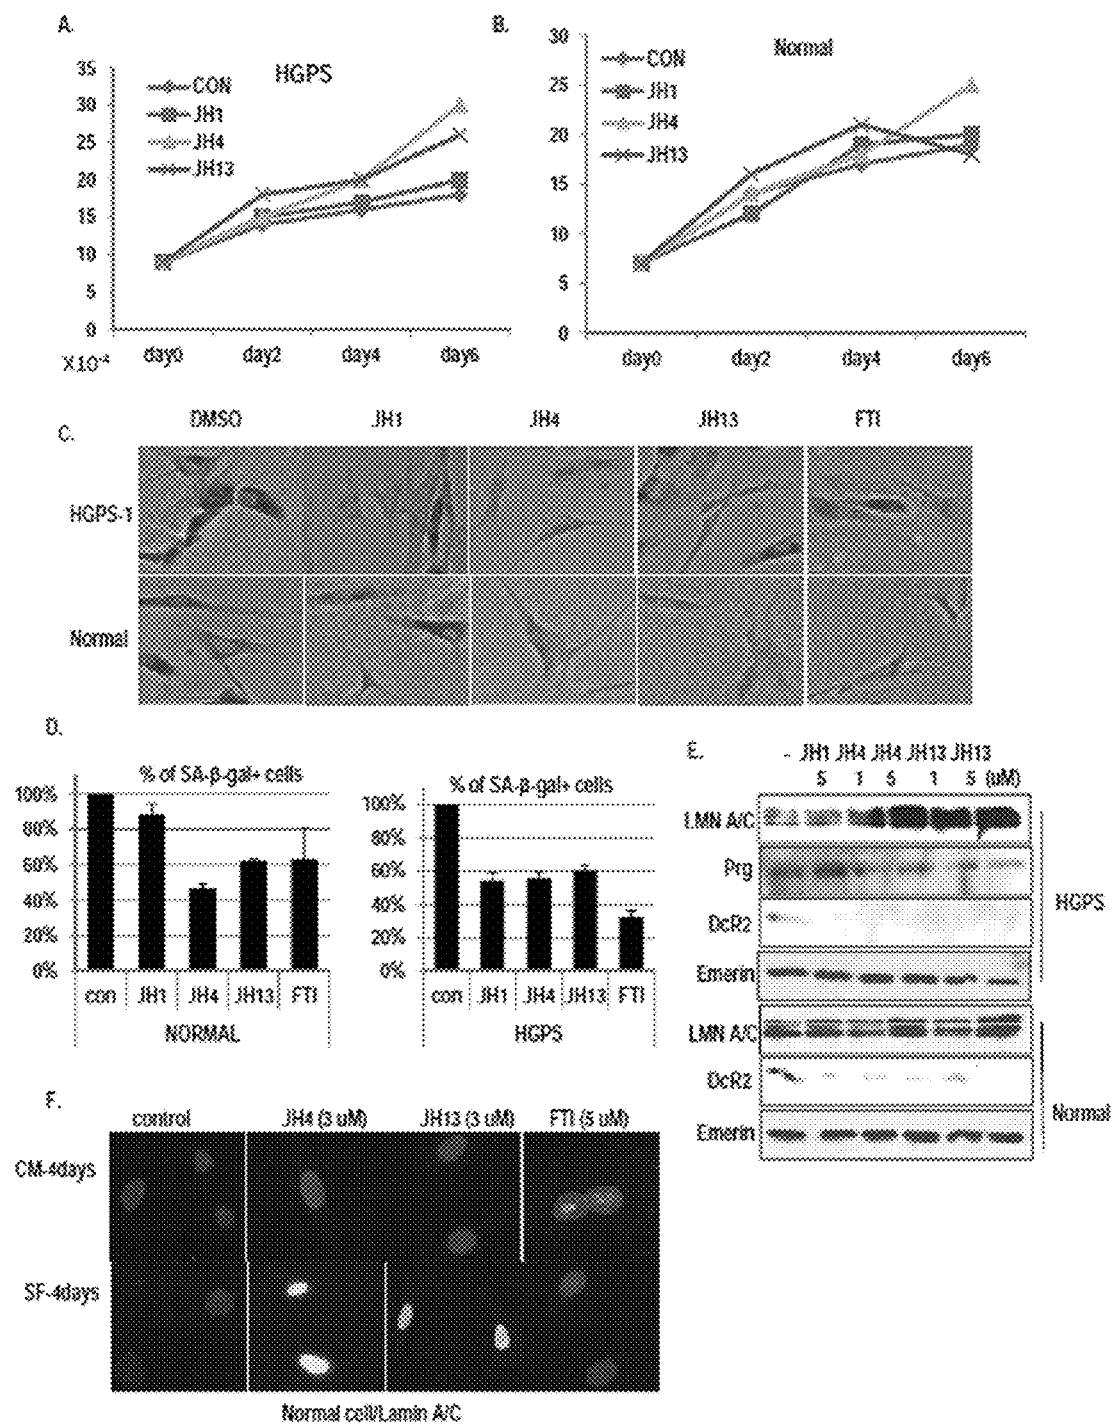 A.
HGPS
35
30
25
20
15
10
5
0
CON
JH1
JH4
JH13
X10⁻⁴
day0 day2 day4 day6
B.
Normal
30
25
20
15
10
5
0
CON
JH1
JH4
JH13
day0 day2 day4 day6
C.
DMSO JH1 JH4 JH13 FTI
HGPS-1
Normal
D.
% of SA-β-gal+ cells
100%
80%
60%
40%
20%
0%
con JH1 JH4 JH13 FTI
NORMAL
% of SA-β-gal+ cells
100%
80%
60%
40%
20%
0%
con JH1 JH4 JH13 FTI
HGPS
E.
- JH1 JH4 JH4 JH13 JH13
5 1 5 1 5 (uM)
LMN A/C
Prg
DcR2
Emerin
HGPS
LMN A/C
DcR2
Emerin
Normal
F.
control JH4 (3 uM) JH13 (3 uM) FTI (5 uM)
CM-4days
SF-4days
Normal cell/Lamin A/C